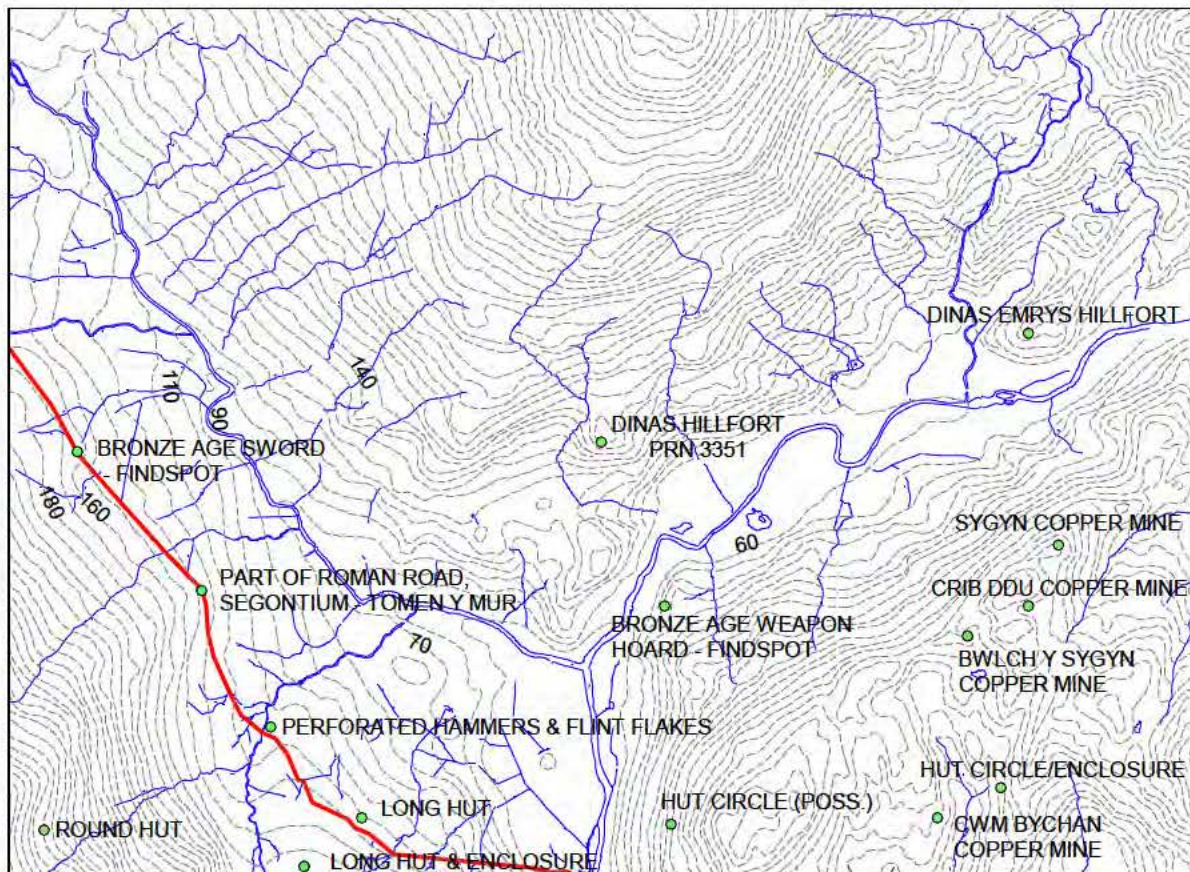 DINAS EMRYS HILLFORT
140
110
90
DINAS HILLFORT
PRN 3351
BRONZE AGE SWORD
- FINDSPOT
180
160
60
SYGYN COPPER MINE
PART OF ROMAN ROAD,
SEGONTIUM - TOMEN Y MUR
CRIB DDU COPPER MINE
BRONZE AGE WEAPON
HOARD - FINDSPOT
70
BWLCH Y SYGYN
COPPER MINE
PERFORATED HAMMERS & FLINT FLAKES
HUT CIRCLE/ENCLOSURE
LONG HUT
HUT CIRCLE (POSS.)
ROUND HUT
CWM BYCHAN
COPPER MINE
LONG HUT & ENCLOSURE